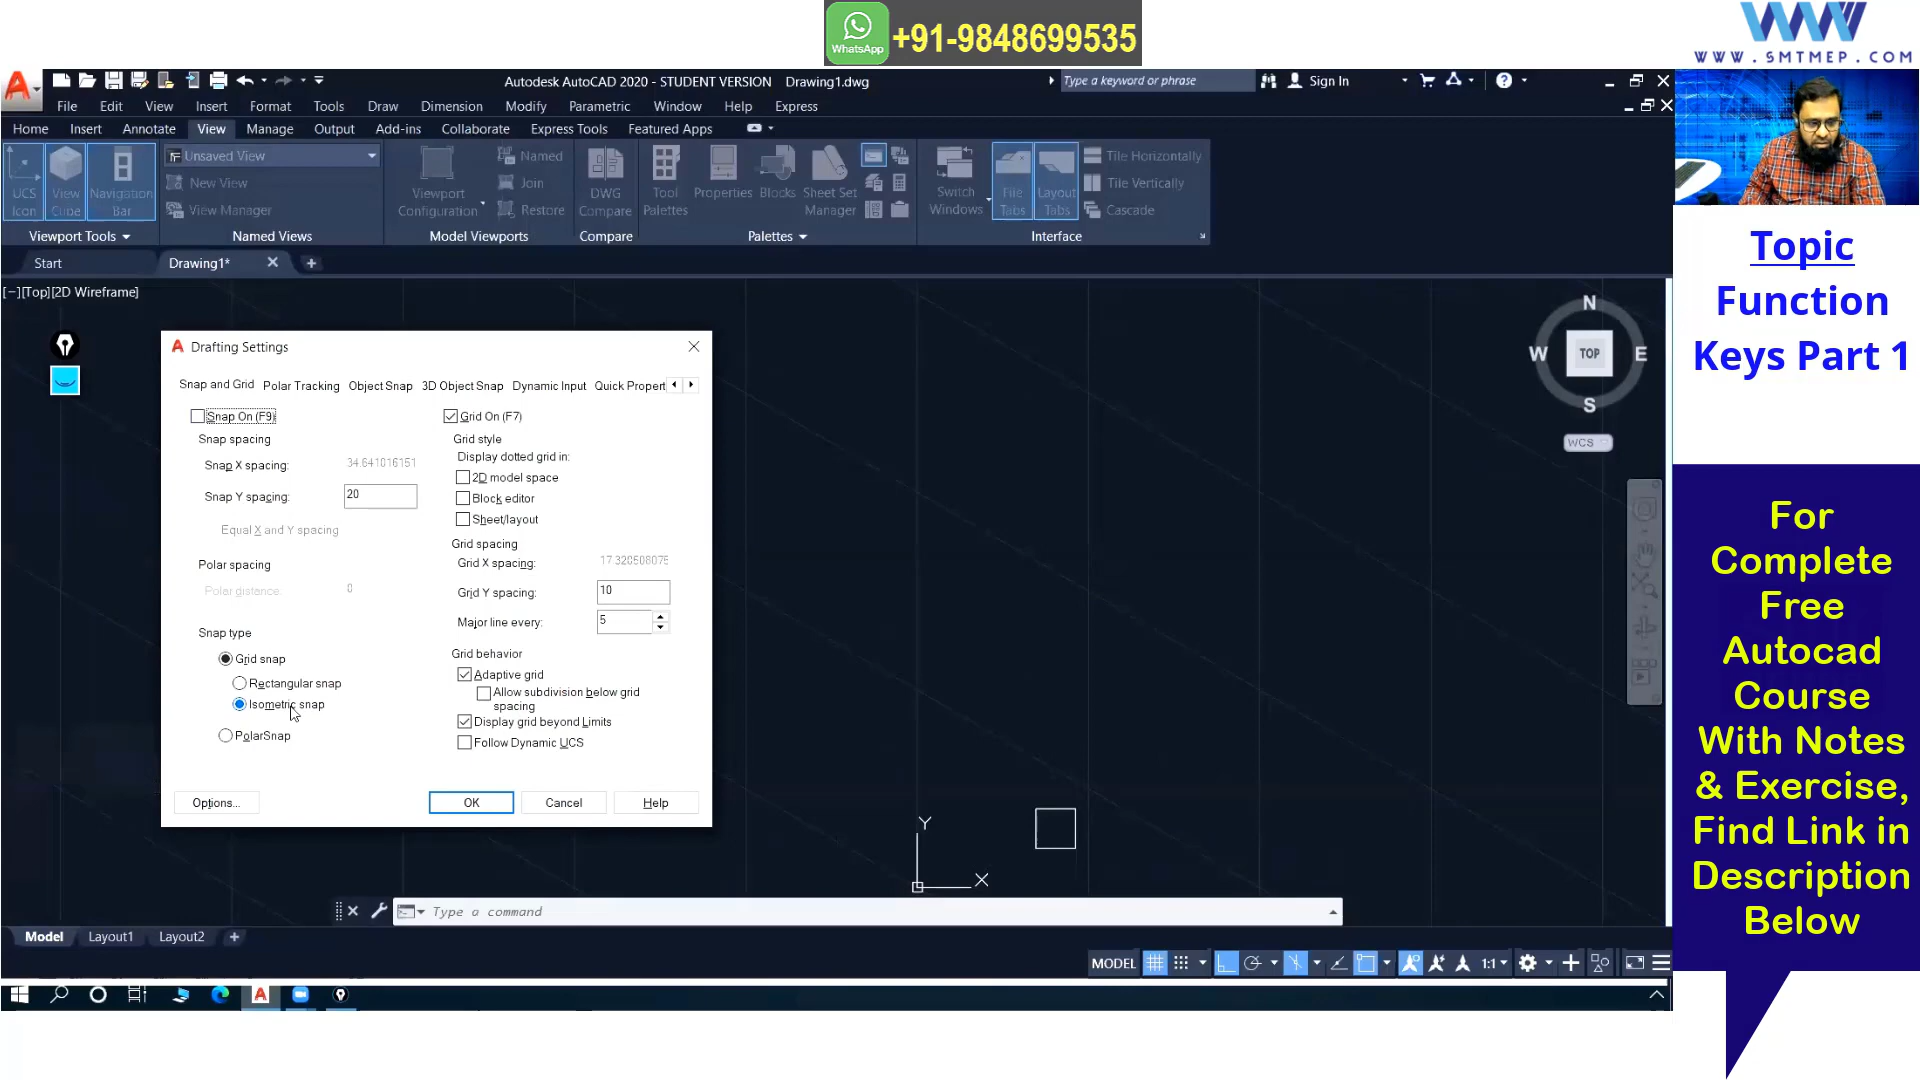 WhatsApp
+91-9848699535
WWW.SMTMEP.COM
Autodesk AutoCAD 2020 - STUDENT VERSION Drawing1.dwg
Type a keyword or phrase
Sign In
File Edit View Insert Format Tools Draw Dimension Modify Parametric Window Help Express
Home Insert Annotate View Manage Output Add-ins Collaborate Express Tools Featured Apps
UCS Icon
View Cube
Navigation Bar
Viewport Tools
Unsaved View
New View
View Manager
Named Views
Viewport Configuration
Named
Join
Restore
Model Viewports
DWG Compare
Compare
Tool Palettes
Properties
Blocks
Sheet Set Manager
Palettes
Switch Windows
File Tabs
Layout Tabs
Tile Horizontally
Tile Vertically
Cascade
Interface
Start
Drawing1*
[−][Top][2D Wireframe]
N
W
TOP
E
S
WCS
Drafting Settings
Snap and Grid Polar Tracking Object Snap 3D Object Snap Dynamic Input Quick Propert
Snap On (F9)
Snap spacing
Snap X spacing: 34.641016151
Snap Y spacing: 20
Equal X and Y spacing
Polar spacing
Polar distance: 0
Snap type
Grid snap
Rectangular snap
Isometric snap
PolarSnap
Grid On (F7)
Grid style
Display dotted grid in:
2D model space
Block editor
Sheet/layout
Grid spacing
Grid X spacing: 17.320508075
Grid Y spacing: 10
Major line every: 5
Grid behavior
Adaptive grid
Allow subdivision below grid
spacing
Display grid beyond Limits
Follow Dynamic UCS
Options...
OK
Cancel
Help
Y
X
Type a command
Model Layout1 Layout2
MODEL
1:1
Topic
Function
Keys Part 1
For
Complete
Free
Autocad
Course
With Notes
& Exercise,
Find Link in
Description
Below